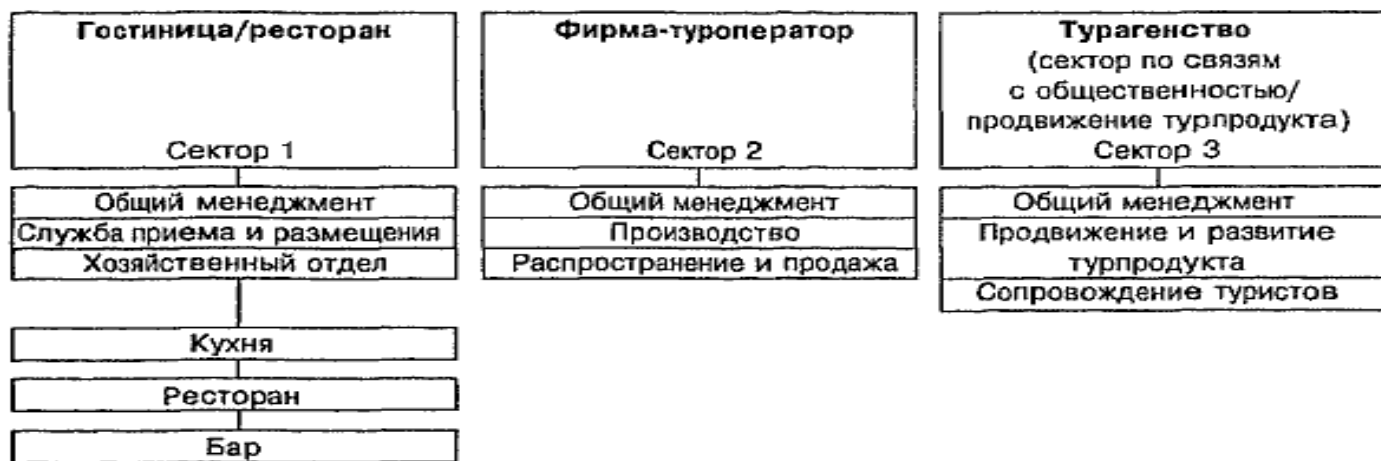 Гостиница/ресторан
Сектор 1
Общий менеджмент
Служба приема и размещения
Хозяйственный отдел
Кухня
Ресторан
Бар
Фирма-туроператор
Сектор 2
Общий менеджмент
Производство
Распространение и продажа
Турагенство
(сектор по связям
с общественностью/
продвижение турпродукта)
Сектор 3
Общий менеджмент
Продвижение и развитие
турпродукта
Сопровождение туристов